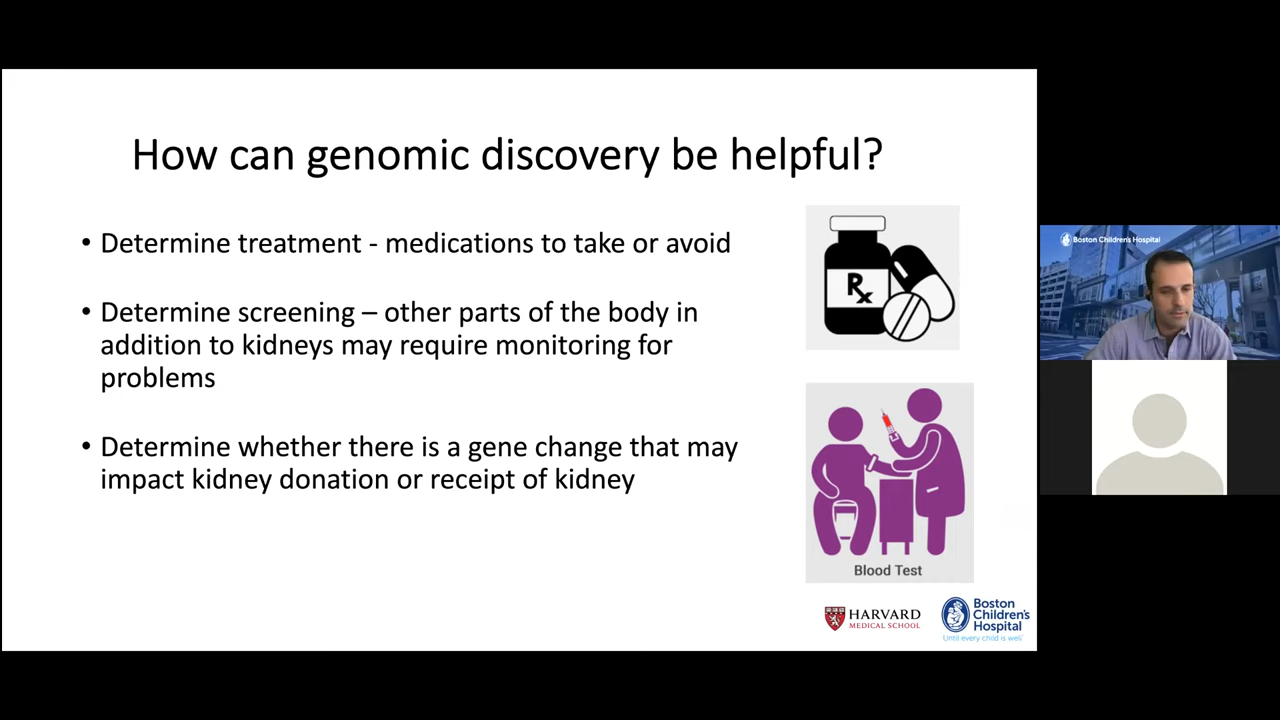 How can genomic discovery be helpful?
• Determine treatment - medications to take or avoid
• Determine screening – other parts of the body in
addition to kidneys may require monitoring for
problems
• Determine whether there is a gene change that may
impact kidney donation or receipt of kidney
Rx
Blood Test
HARVARD
MEDICAL SCHOOL
Boston
Children's
Hospital
Until every child is well
Boston Children's Hospital